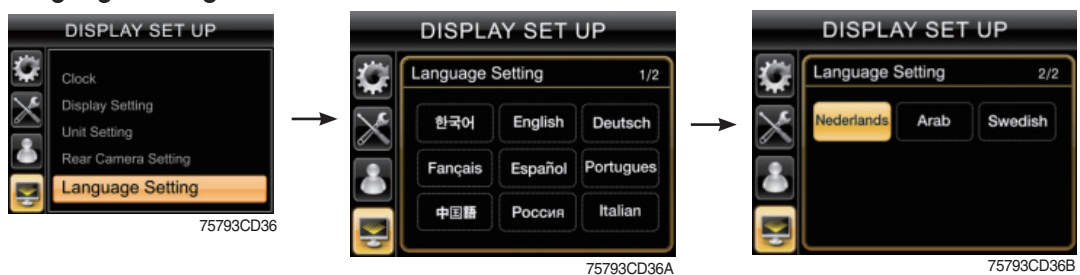 DISPLAY SET UP
Clock
Display Setting
Unit Setting
Rear Camera Setting
Language Setting
75793CD36
DISPLAY SET UP
Language Setting 1/2
한국어 English Deutsch
Fançais Español Portugues
中国語 Россия Italian
75793CD36A
DISPLAY SET UP
Language Setting 2/2
Nederlands Arab Swedish
75793CD36B